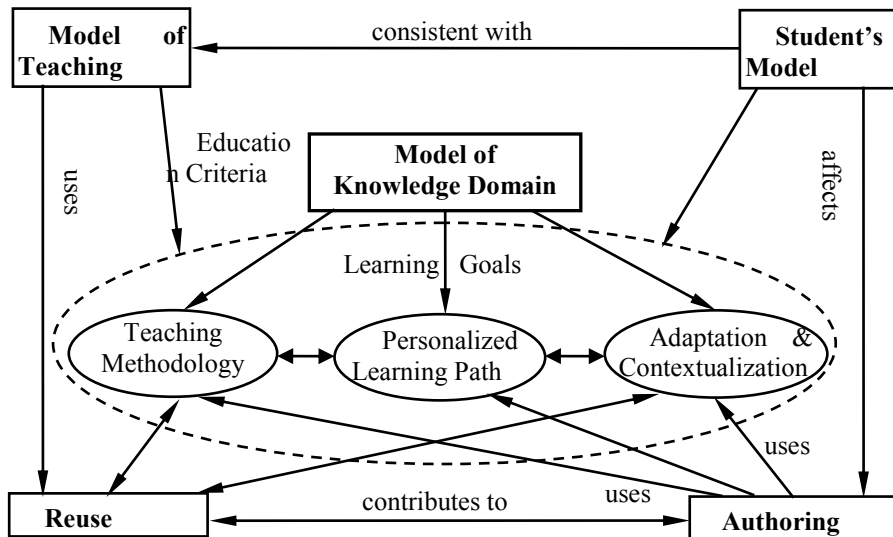 Model of
Teaching
consistent with
Student's
Model
Educatio
n Criteria
uses
Model of
Knowledge Domain
affects
Learning Goals
Teaching
Methodology
Personalized
Learning Path
Adaptation &
Contextualization
uses
uses
contributes to
Reuse
Authoring